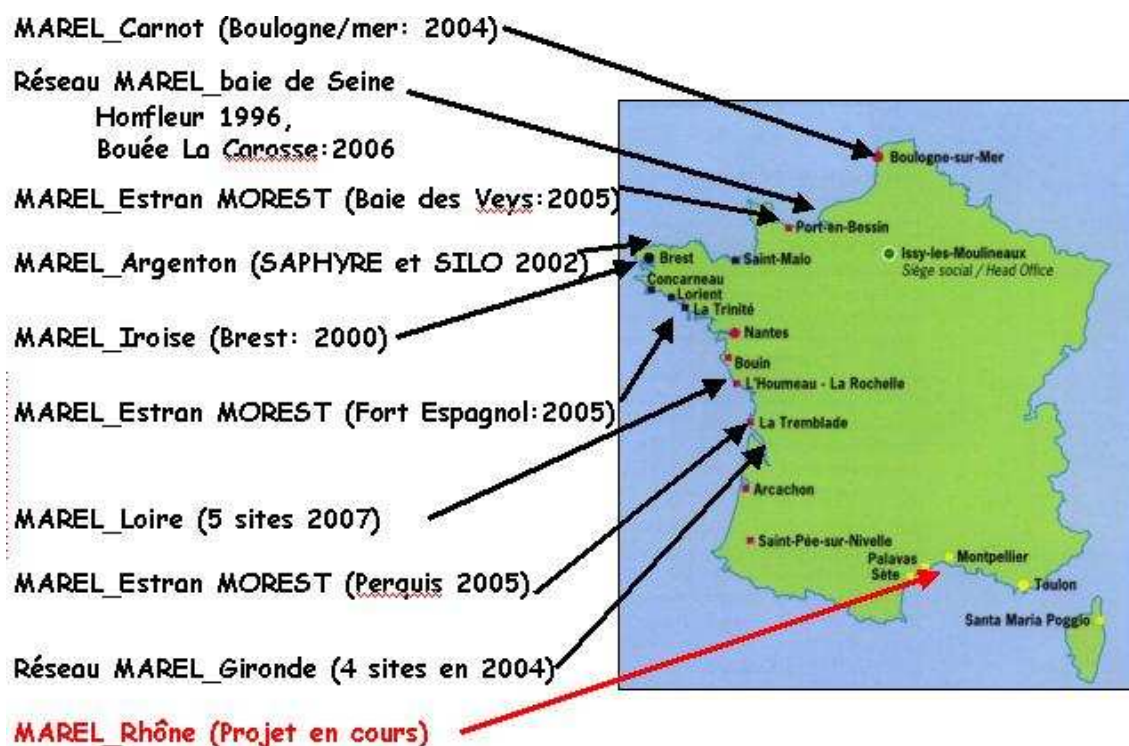 MAREL_Carnot (Boulogne/mer: 2004)
Réseau MAREL_baie de Seine
Honfleur 1996,
Bouée La Carosse:2006
MAREL_Estran MOREST (Baie des Veys:2005)
MAREL_Argenton (SAPHYRE et SILO 2002)
MAREL_Iroise (Brest: 2000)
MAREL_Estran MOREST (Fort Espagnol:2005)
MAREL_Loire (5 sites 2007)
MAREL_Estran MOREST (Perquis 2005)
Réseau MAREL_Gironde (4 sites en 2004)
MAREL_Rhône (Projet en cours)
Boulogne-sur-Mer
Port-en-Bessin
Issy-les-Moulineaux
Siège social / Head Office
Brest
Saint-Malo
Concarneau
Lorient
La Trinité
Nantes
Bouin
L'Houmeau - La Rochelle
La Tremblade
Arcachon
Saint-Pée-sur-Nivelle
Palavas
Sète
Montpellier
Toulon
Santa Maria Poggio